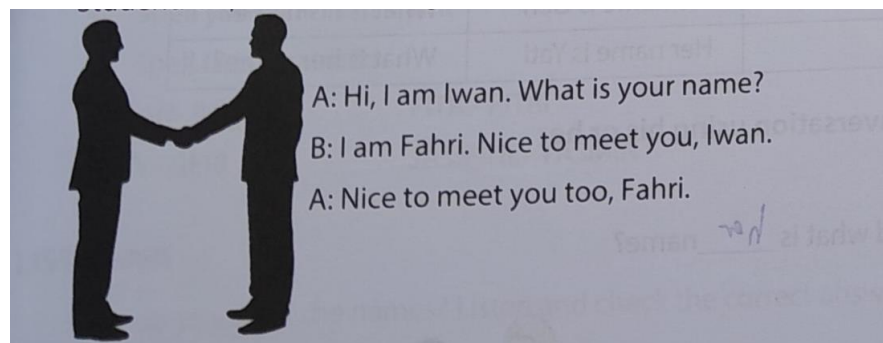 A: Hi, I am Iwan. What is your name?
B: I am Fahri. Nice to meet you, Iwan.
A: Nice to meet you too, Fahri.